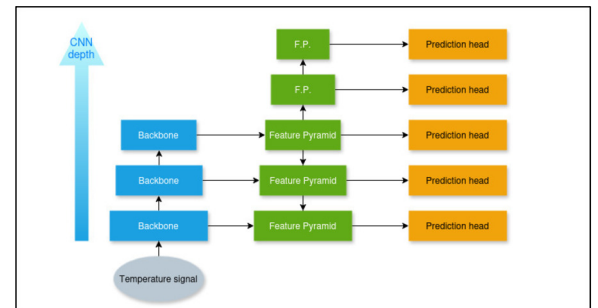 CNN
depth
F.P.
Prediction head
F.P.
Prediction head
Backbone
Feature Pyramid
Prediction head
Backbone
Feature Pyramid
Prediction head
Backbone
Feature Pyramid
Prediction head
Temperature signal